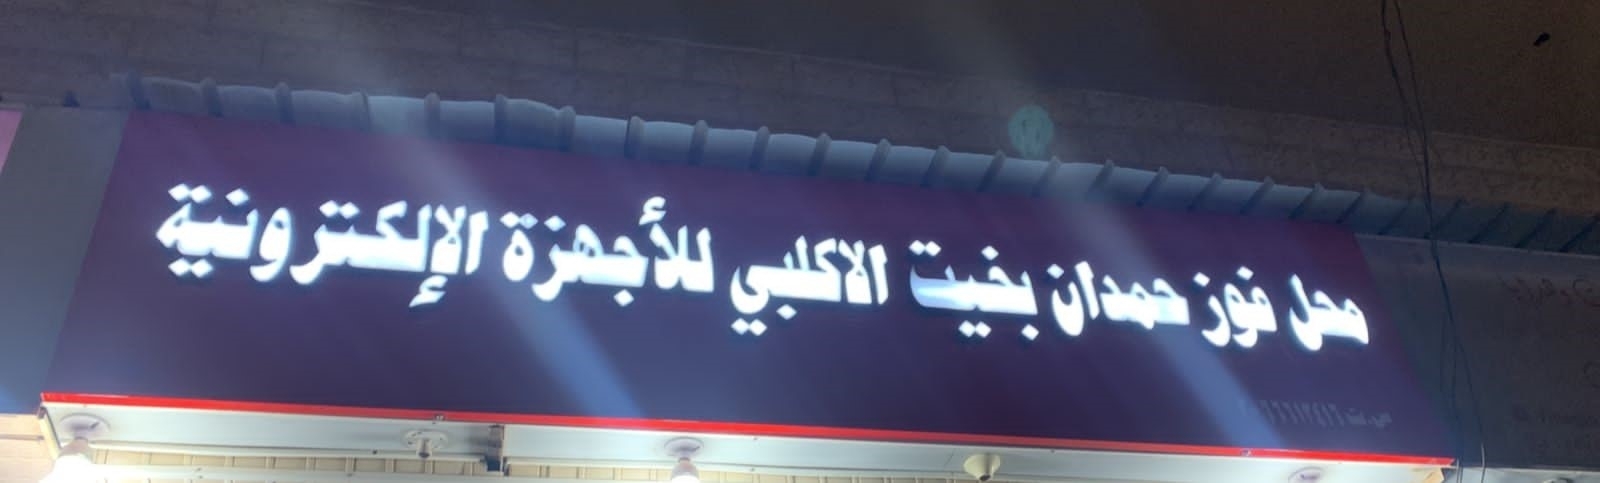 محل فوز حمدان بخيت الاكلبي للأجهزة الإلكترونية
س.ت